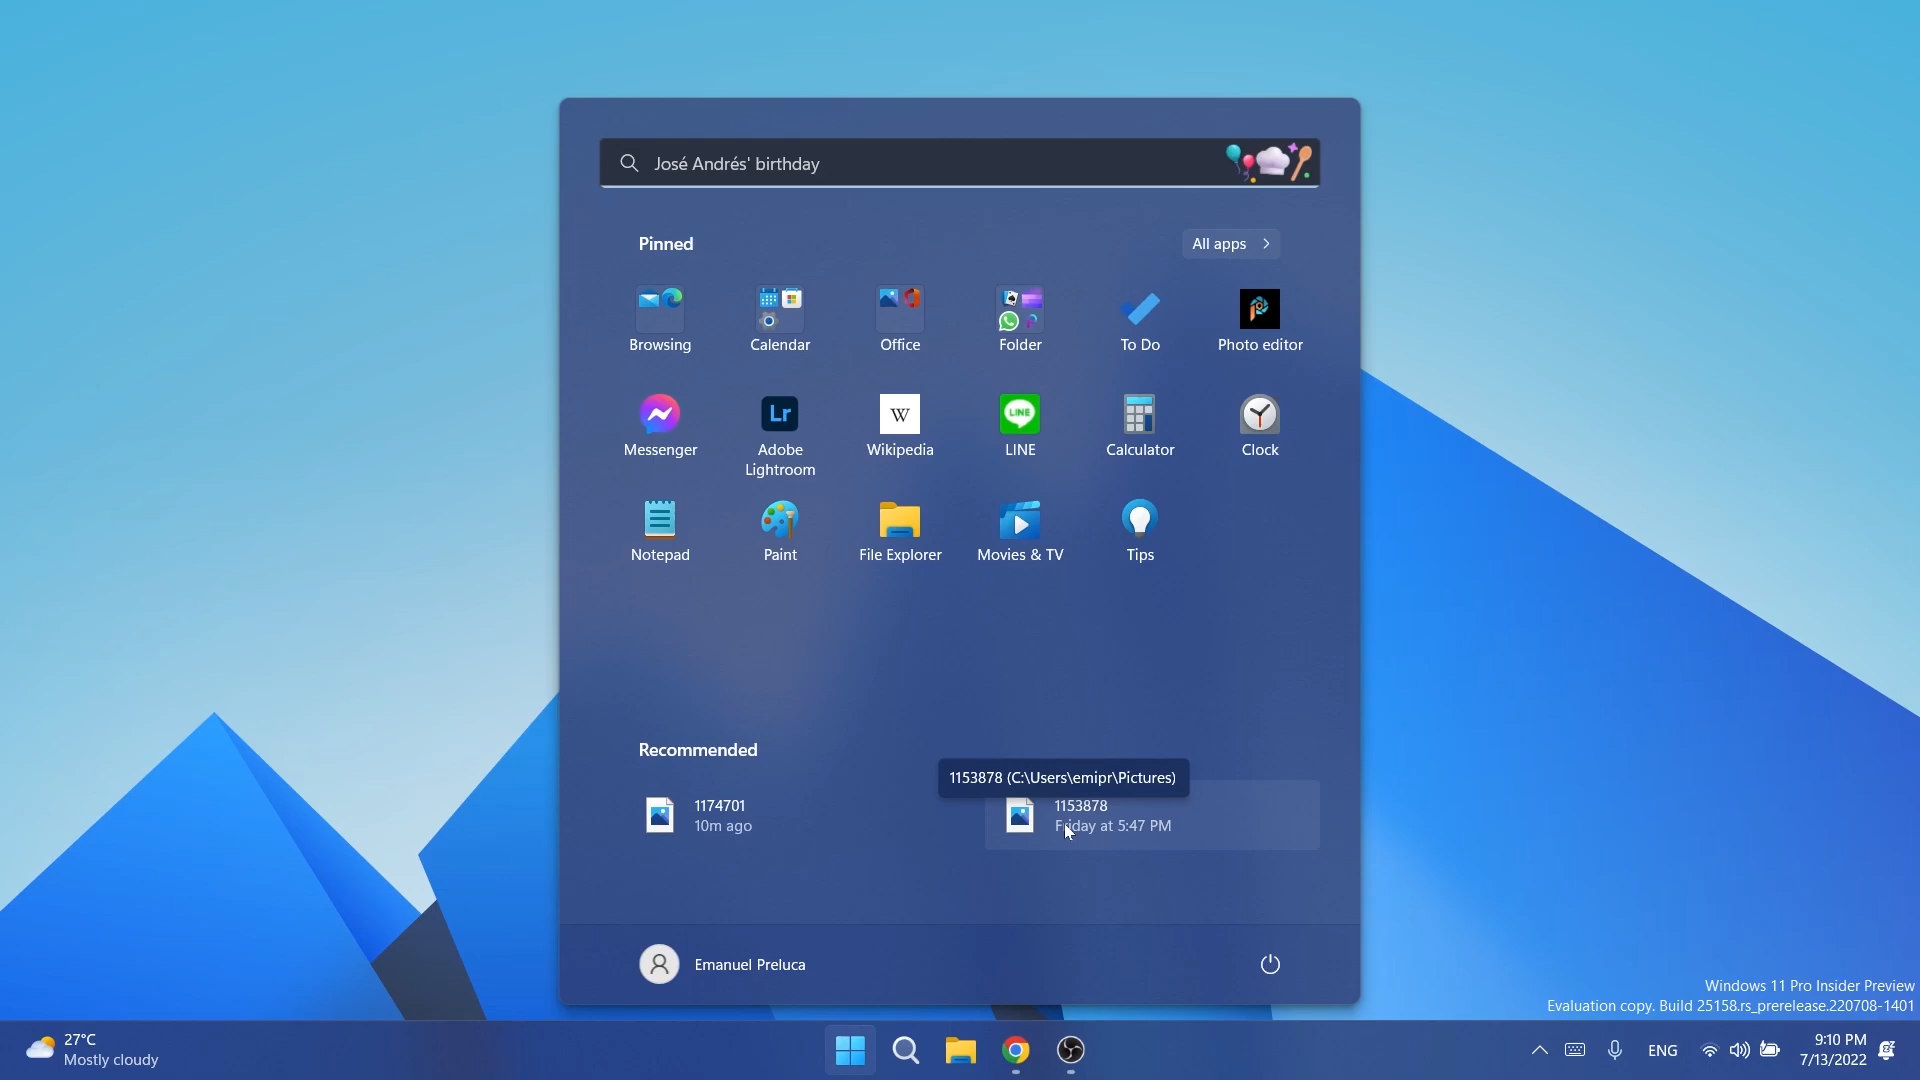 José Andrés' birthday
Pinned
All apps
Browsing
Calendar
Office
Folder
To Do
Photo editor
Lr
W
LINE
Messenger
Adobe
Lightroom
Wikipedia
LINE
Calculator
Clock
Notepad
Paint
File Explorer
Movies & TV
Tips
Recommended
1153878 (C:\Users\emipr\Pictures)
1174701
10m ago
1153878
Friday at 5:47 PM
Emanuel Preluca
Windows 11 Pro Insider Preview
Evaluation copy. Build 25158.rs_prerelease.220708-1401
27°C
Mostly cloudy
ENG
9:10 PM
7/13/2022